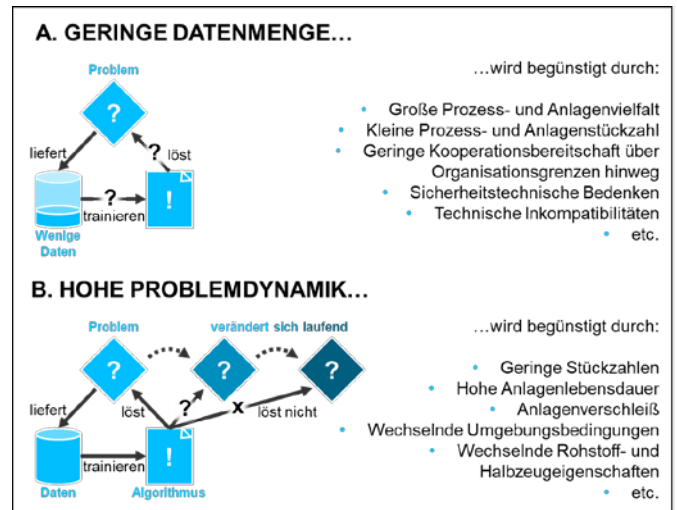 A. GERINGE DATENMENGE...
Problem
?
liefert
? löst
? 
trainieren
!
Wenige
Daten
...wird begünstigt durch:
• Große Prozess- und Anlagenvielfalt
• Kleine Prozess- und Anlagenstückzahl
• Geringe Kooperationsbereitschaft über
Organisationsgrenzen hinweg
• Sicherheitstechnische Bedenken
• Technische Inkompatibilitäten
• etc.
B. HOHE PROBLEMDYNAMIK...
Problem
verändert sich laufend
?
?
?
liefert
löst
?
x
löst nicht
trainieren
!
Daten
Algorithmus
...wird begünstigt durch:
• Geringe Stückzahlen
• Hohe Anlagenlebensdauer
• Anlagenverschleiß
• Wechselnde Umgebungsbedingungen
• Wechselnde Rohstoff- und
Halbzeugeigenschaften
• etc.